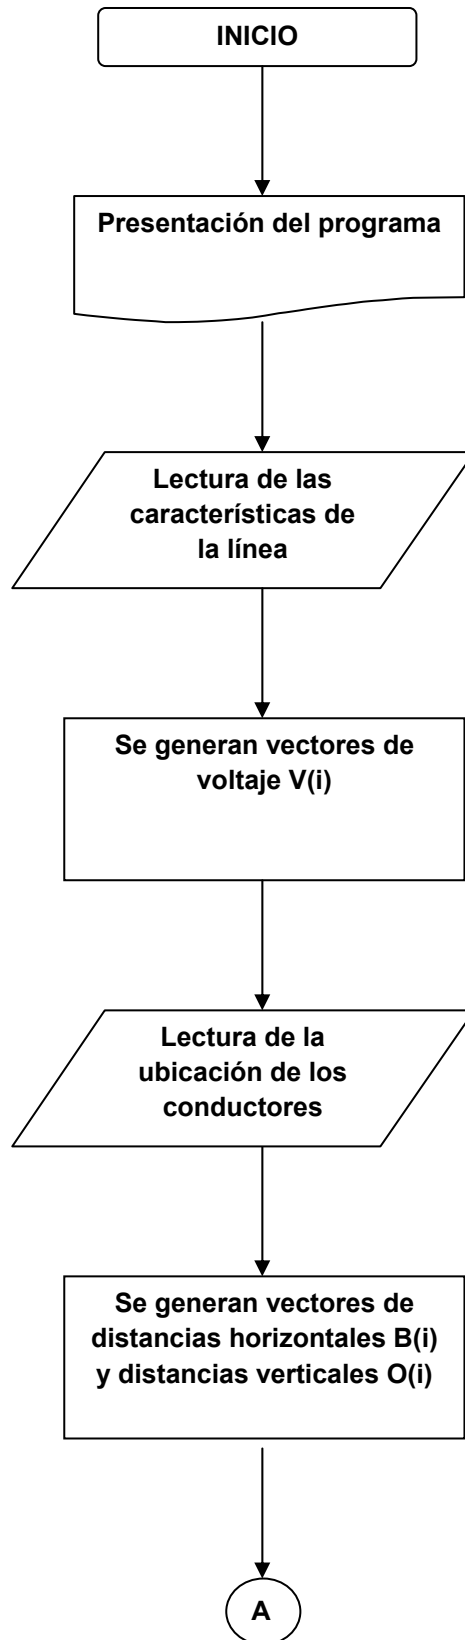 INICIO
Presentación del programa
Lectura de las
características de
la línea
Se generan vectores de
voltaje V(i)
Lectura de la
ubicación de los
conductores
Se generan vectores de
distancias horizontales B(i)
y distancias verticales O(i)
A